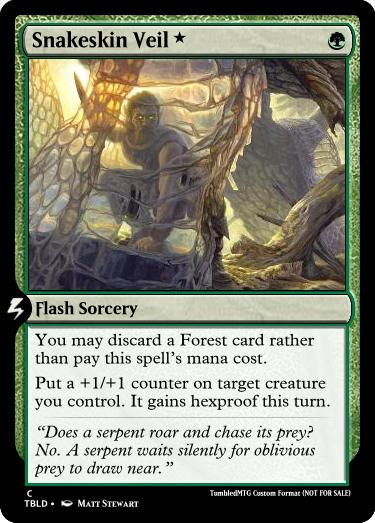 Snakeskin Veil ★
Flash Sorcery
You may discard a Forest card rather
than pay this spell's mana cost.
Put a +1/+1 counter on target creature
you control. It gains hexproof this turn.
“Does a serpent roar and chase its prey?
No. A serpent waits silently for oblivious
prey to draw near.”
C
TumbledMTG Custom Format (NOT FOR SALE)
TBLD • Matt Stewart